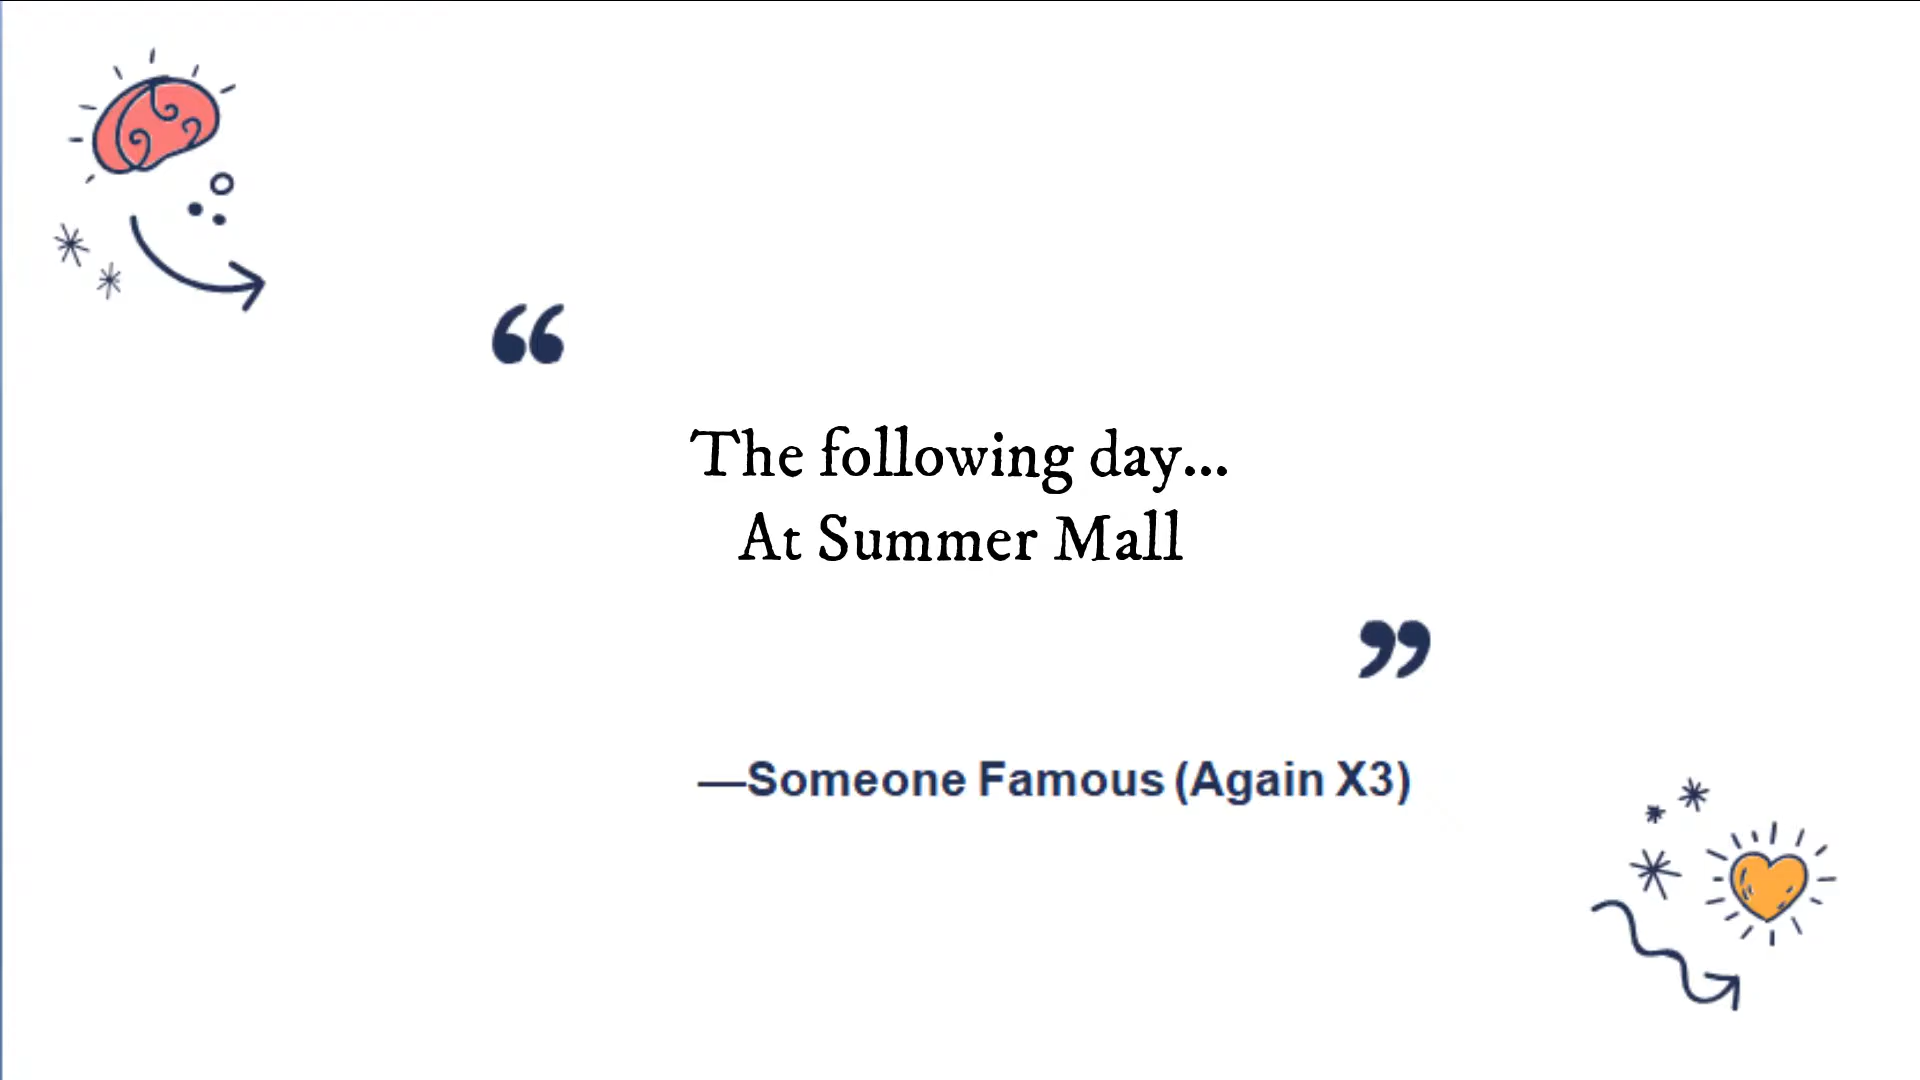 “
The following day...
At Summer Mall
”
—Someone Famous (Again X3)